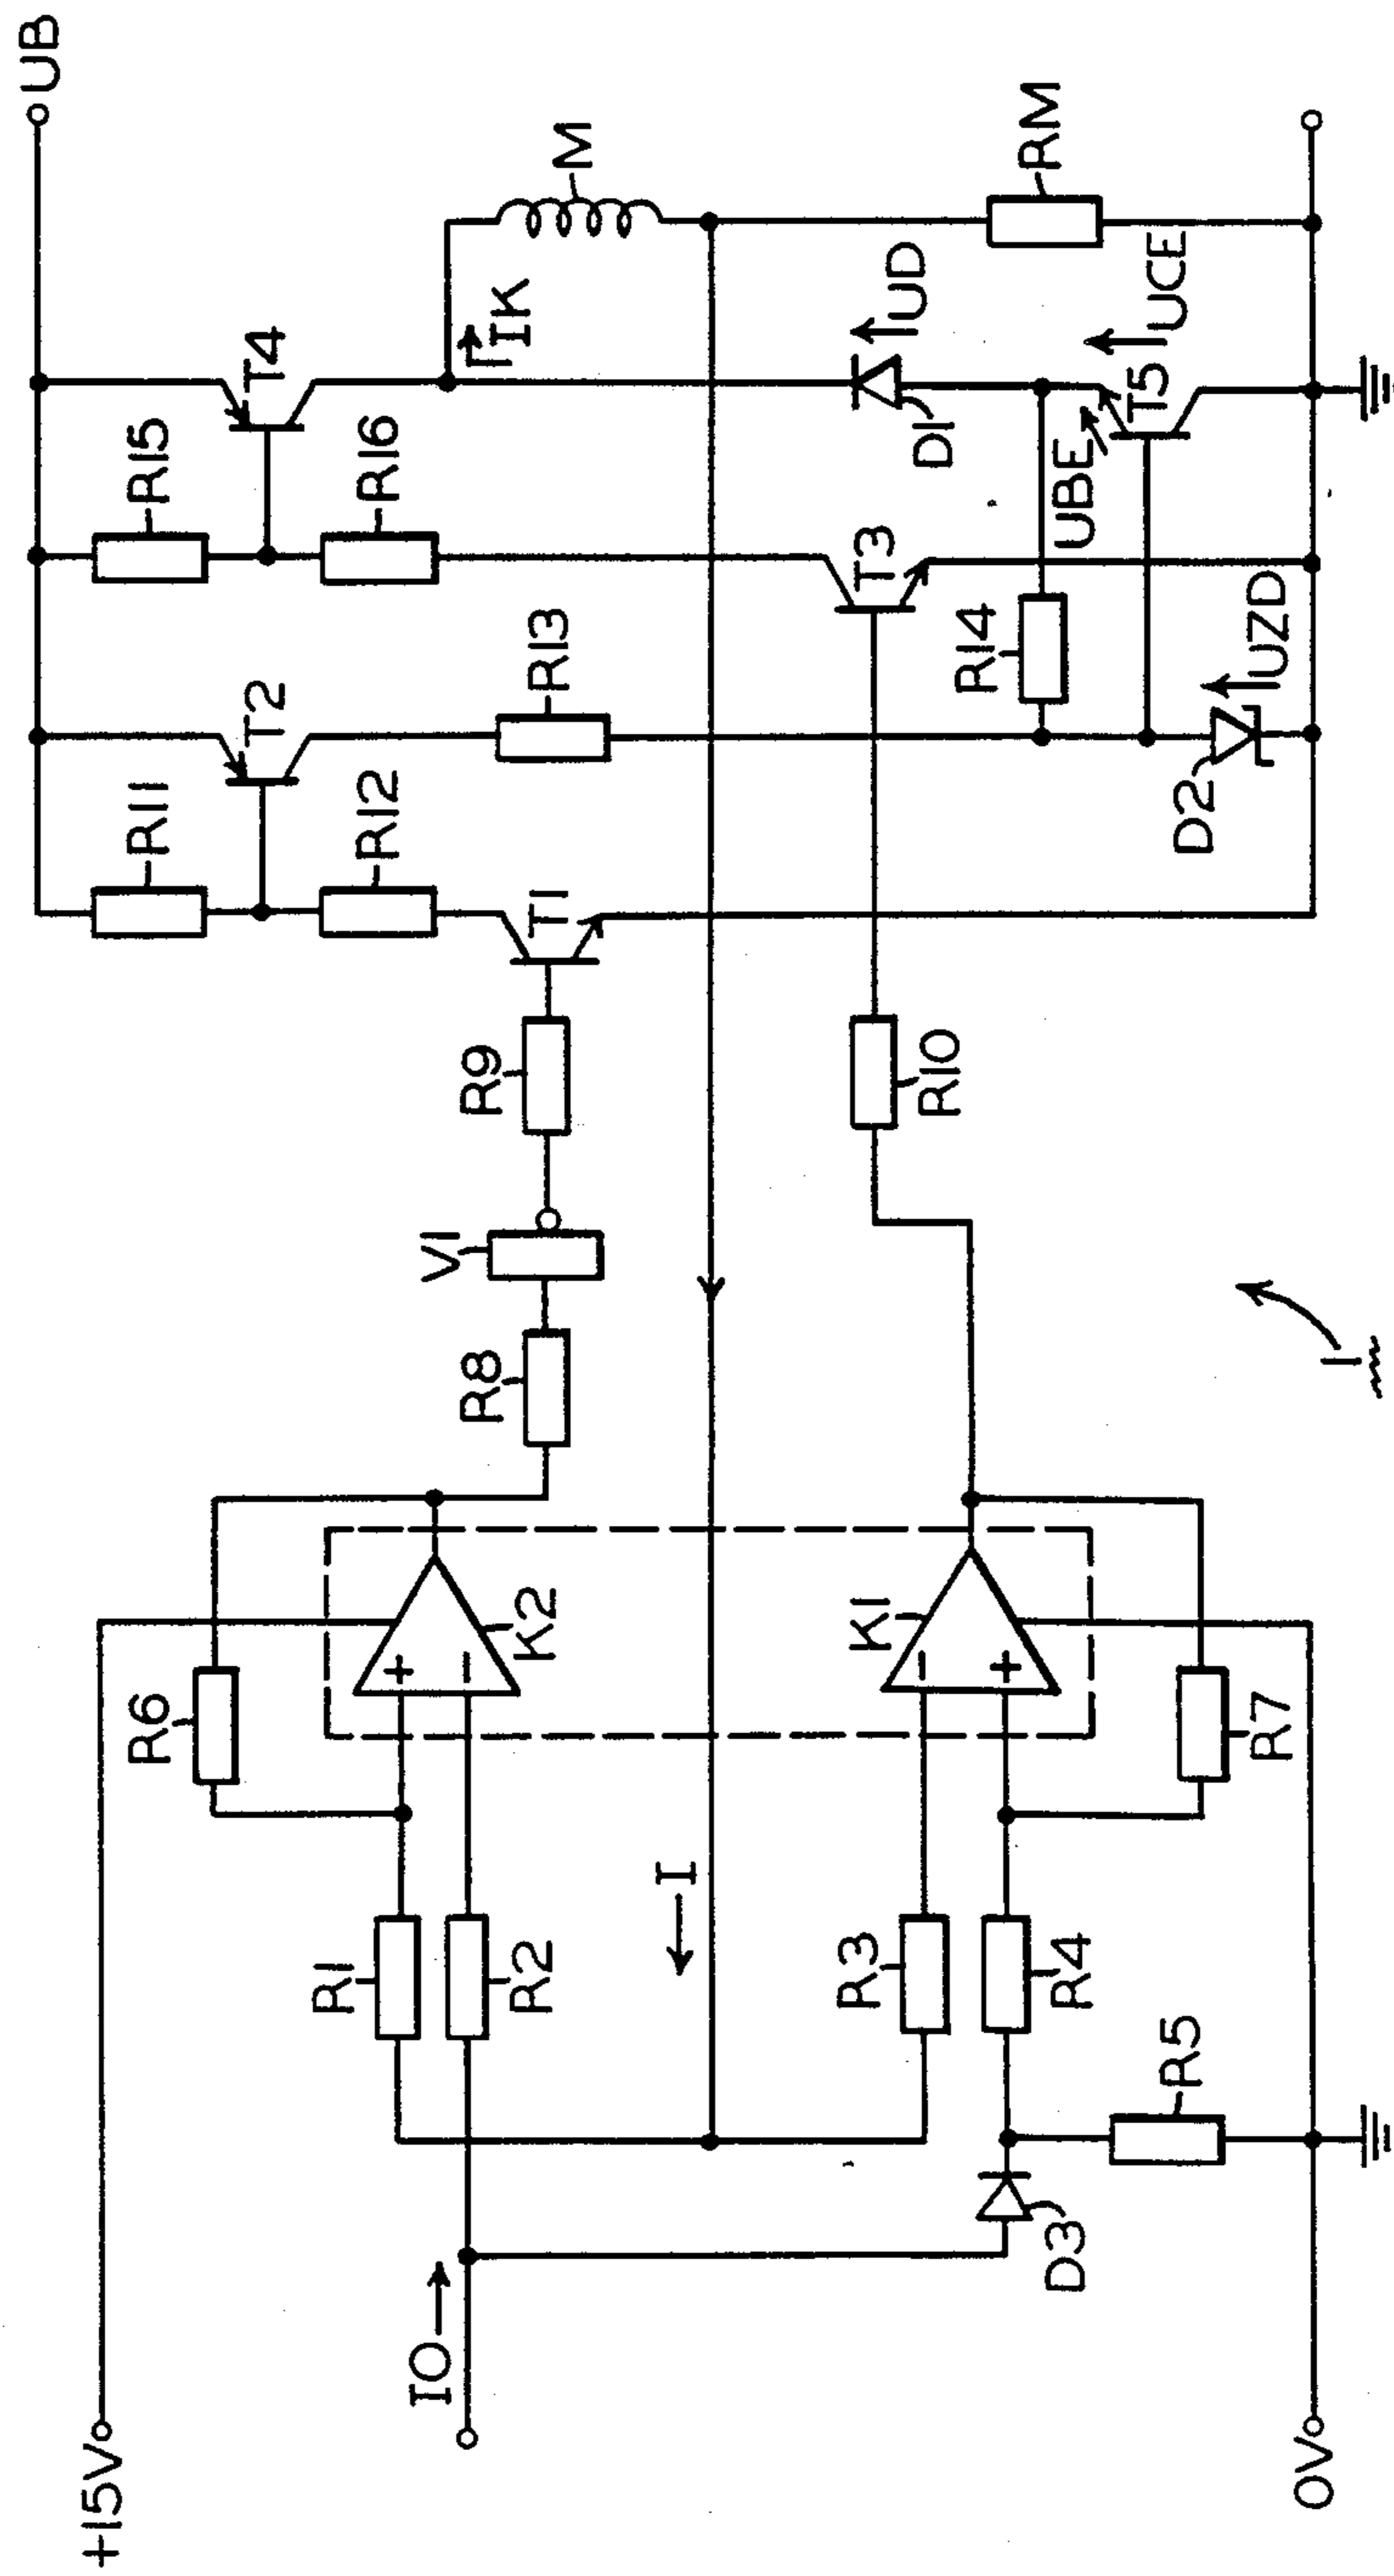 UB
T4
R15
R16
IK
M
T2
R11
R12
R13
T1
T3
UD
D1
RM
UBE
T5
UCE
R14
D2
UZD
R9
V1
R8
R10
R6
K2
K1
R7
R1
R2
I
R3
R4
R5
D3
IO
+15V
0V
1
+
-
-
+